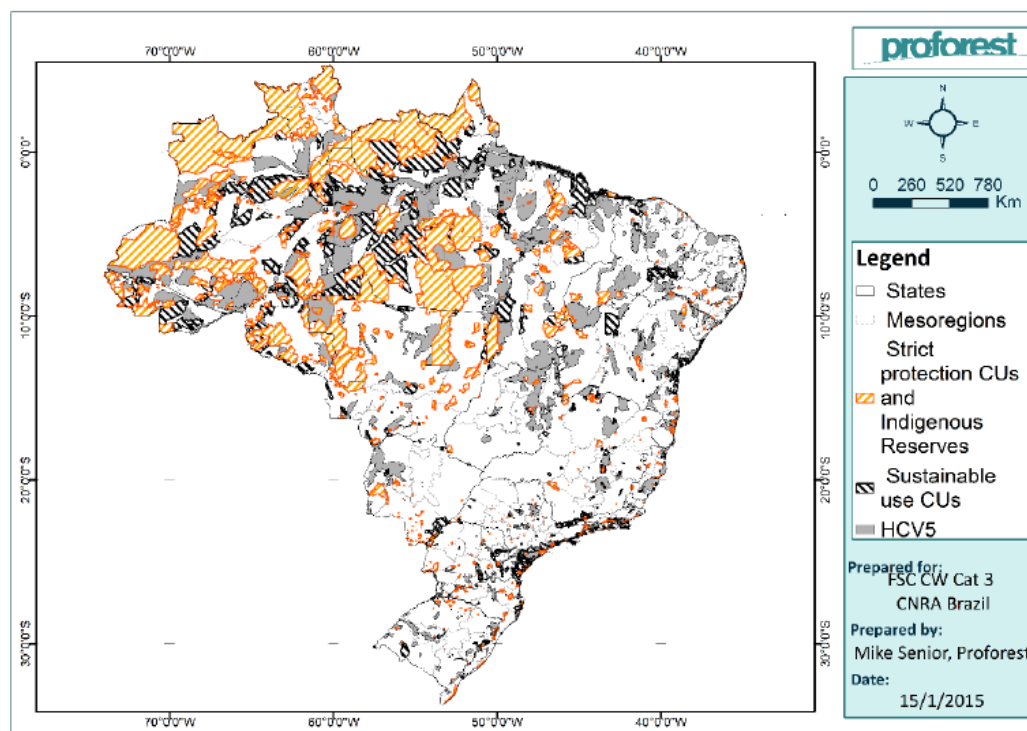 70°0'0"W 60°0'0"W 50°0'0"W 40°0'0"W
0°0'0" 0°0'0"
10°0'0"S 10°0'0"S
20°0'0"S 20°0'0"S
30°0'0"S 30°0'0"S
70°0'0"W 60°0'0"W 50°0'0"W 40°0'0"W
proforest
N
W E
S
0 260 520 780
Km
Legend
States
Mesoregions
Strict
protection CUs
and
Indigenous
Reserves
Sustainable
use CUs
HCV5
Prepared for:
FSC CW Cat 3
CNRA Brazil
Prepared by:
Mike Senior, Proforest
Date:
15/1/2015